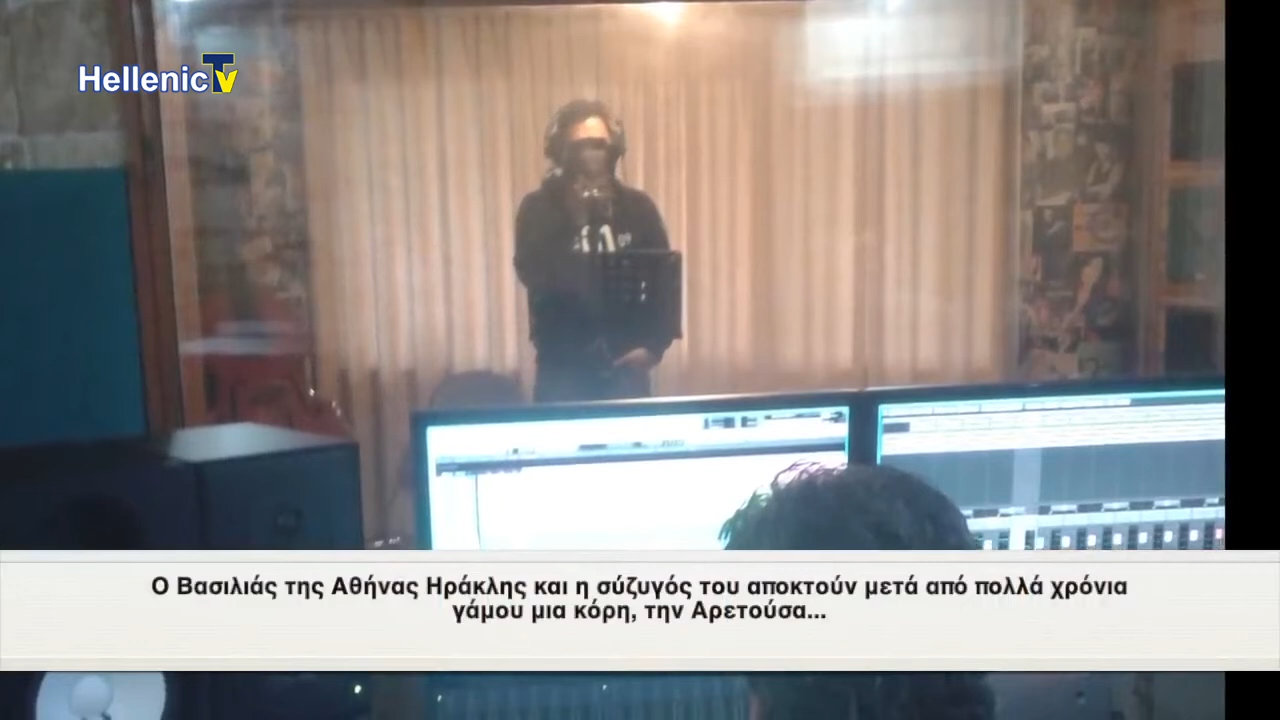 HellenicTv
Ο Βασιλιάς της Αθήνας Ηράκλης και η σύζυγός του αποκτούν μετά από πολλά χρόνια
γάμου μια κόρη, την Αρετούσα...